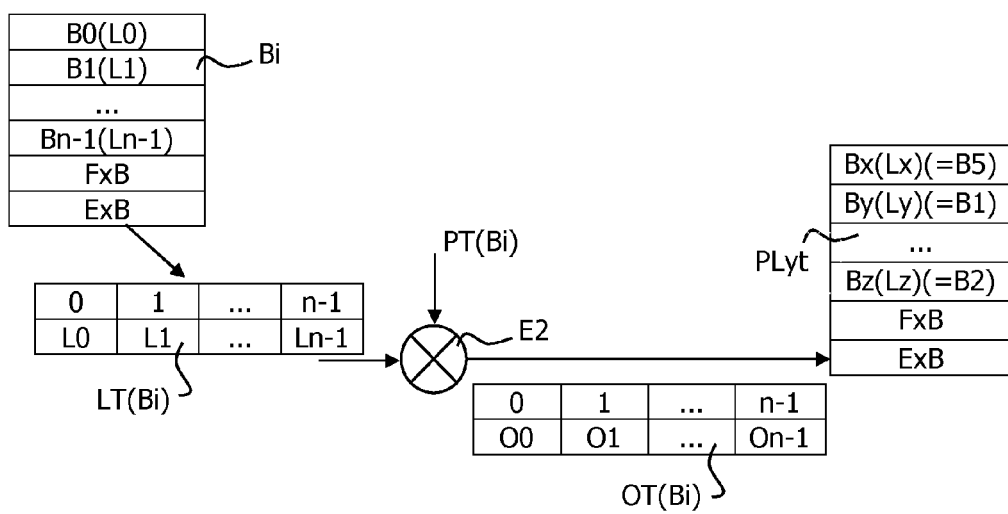 B0(L0)
B1(L1)
...
Bn-1(Ln-1)
FxB
ExB
Bi
0 1 ... n-1
L0 L1 ... Ln-1
LT(Bi)
PT(Bi)
E2
0 1 ... n-1
O0 O1 ... On-1
OT(Bi)
Bx(Lx)(=B5)
By(Ly)(=B1)
...
Bz(Lz)(=B2)
FxB
ExB
PLyt